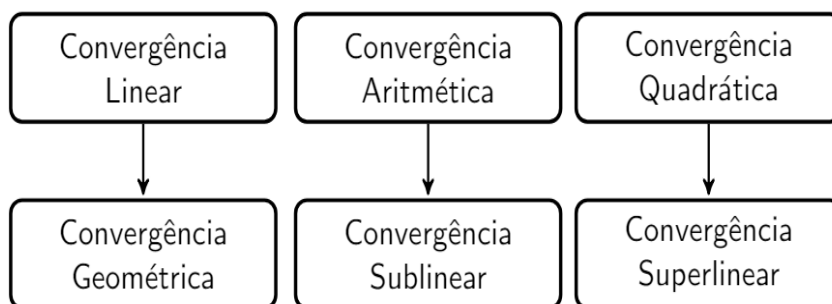 Convergência
Linear
Convergência
Aritmética
Convergência
Quadrática
Convergência
Geométrica
Convergência
Sublinear
Convergência
Superlinear